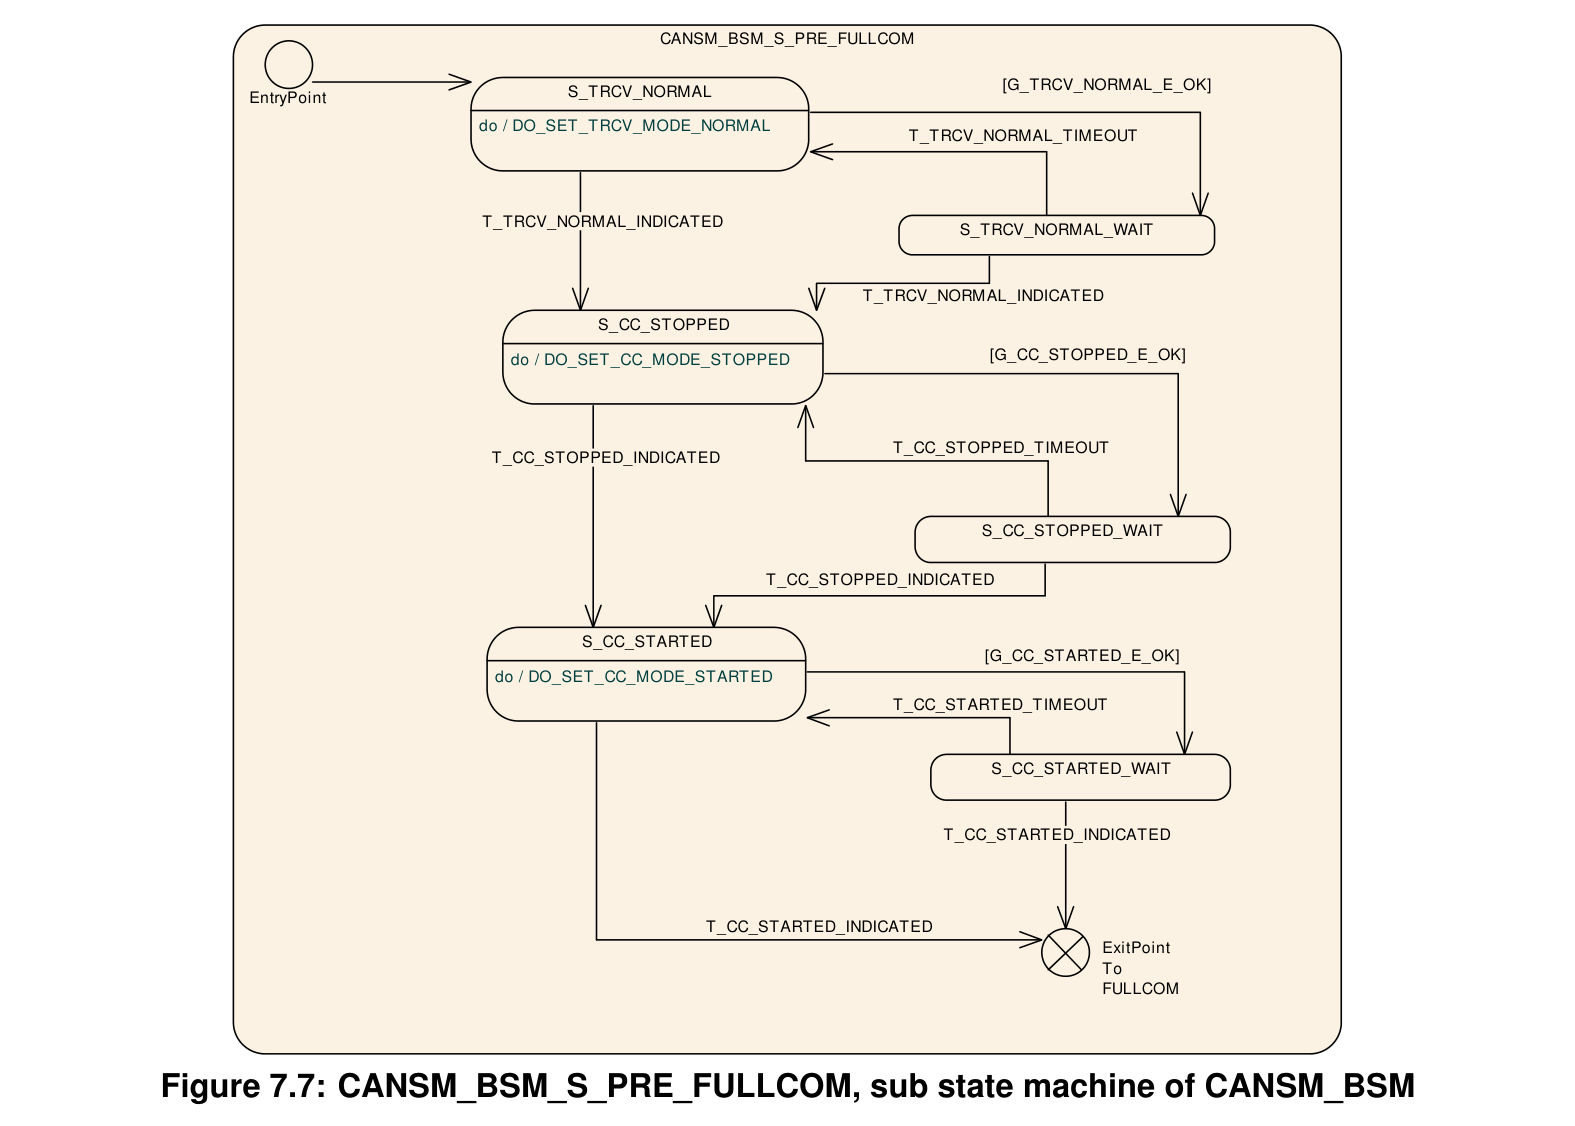 CANSM_BSM_S_PRE_FULLCOM
EntryPoint
S_TRCV_NORMAL
do / DO_SET_TRCV_MODE_NORMAL
[G_TRCV_NORMAL_E_OK]
T_TRCV_NORMAL_TIMEOUT
T_TRCV_NORMAL_INDICATED
S_TRCV_NORMAL_WAIT
T_TRCV_NORMAL_INDICATED
S_CC_STOPPED
do / DO_SET_CC_MODE_STOPPED
[G_CC_STOPPED_E_OK]
T_CC_STOPPED_TIMEOUT
T_CC_STOPPED_INDICATED
S_CC_STOPPED_WAIT
T_CC_STOPPED_INDICATED
S_CC_STARTED
do / DO_SET_CC_MODE_STARTED
[G_CC_STARTED_E_OK]
T_CC_STARTED_TIMEOUT
S_CC_STARTED_WAIT
T_CC_STARTED_INDICATED
T_CC_STARTED_INDICATED
ExitPoint
To
FULLCOM
Figure 7.7: CANSM_BSM_S_PRE_FULLCOM, sub state machine of CANSM_BSM